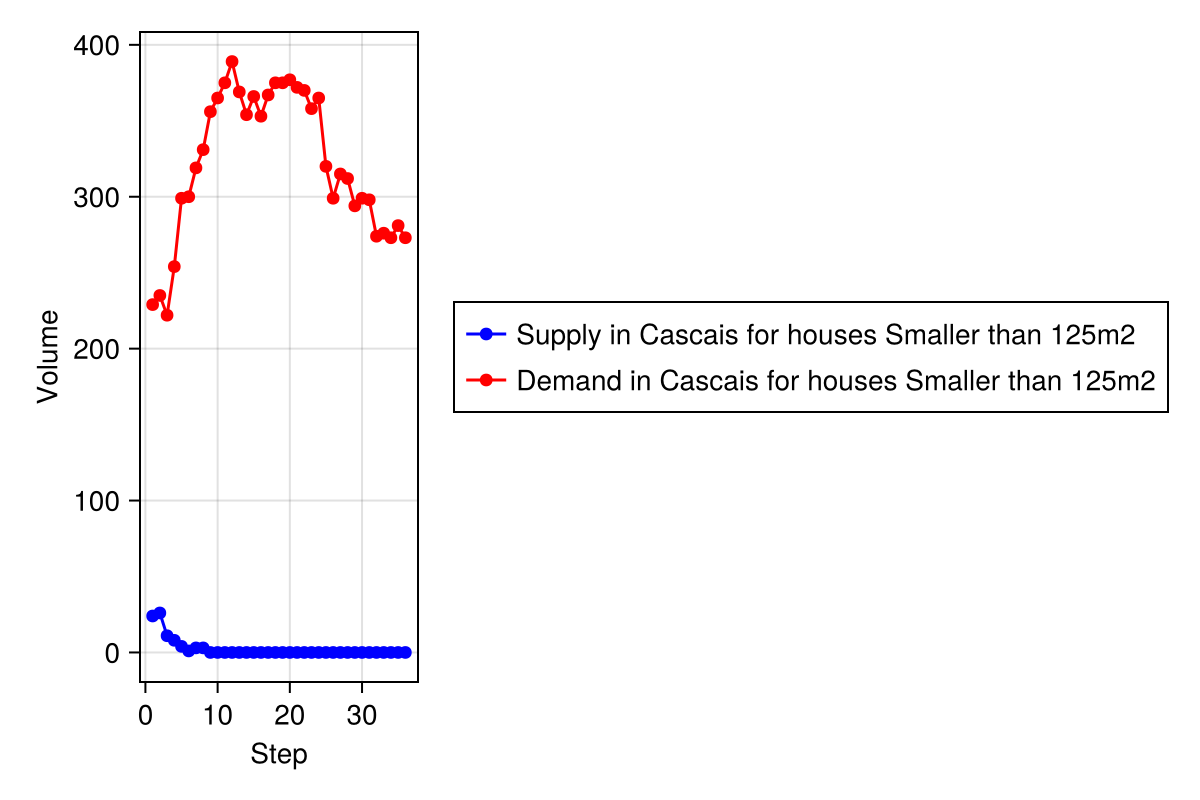 400
300
200
100
0
Volume
0 10 20 30
Step
Supply in Cascais for houses Smaller than 125m2
Demand in Cascais for houses Smaller than 125m2